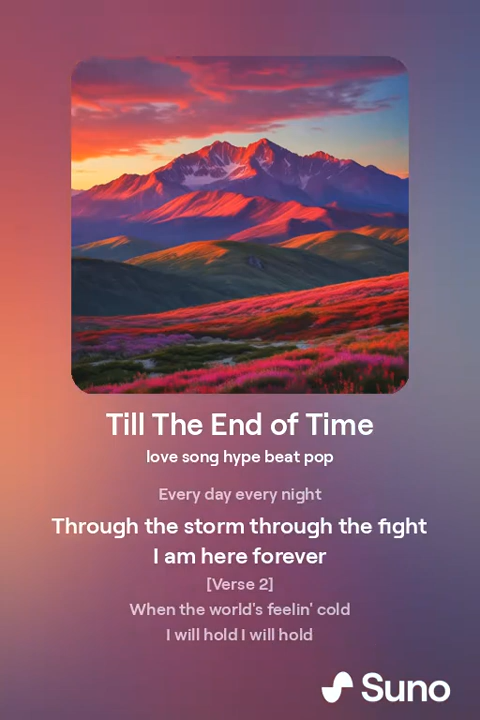 Till The End of Time
love song hype beat pop
Every day every night
Through the storm through the fight
I am here forever
[Verse 2]
When the world's feelin' cold
I will hold I will hold
Suno